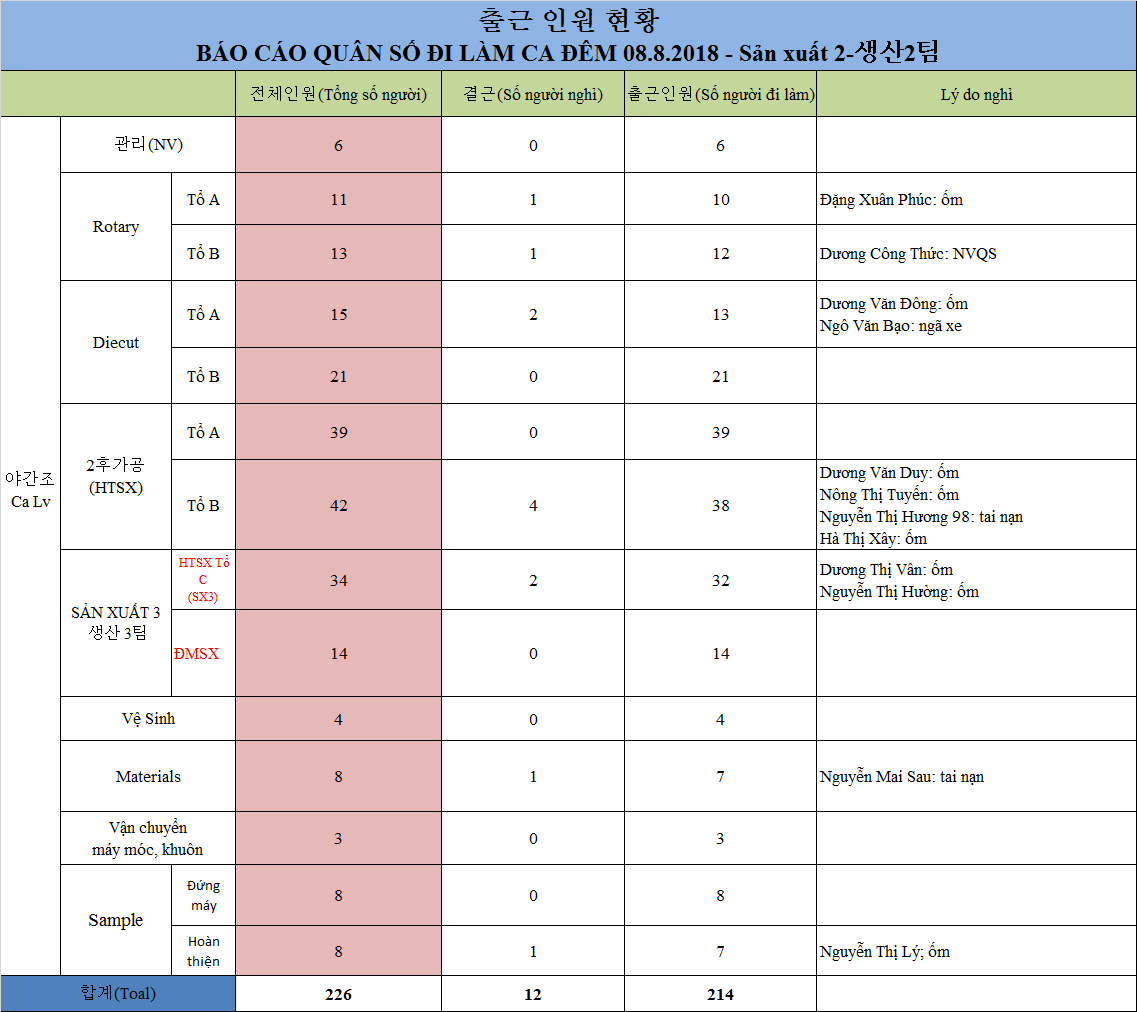 출근 인원 현황
BÁO CÁO QUÂN SỐ ĐI LÀM CA ĐÊM 08.8.2018 - Sản xuất 2-생산2팀
전체인원(Tổng số người) 결근(Số người nghỉ) 출근인원(Số người đi làm) Lý do nghỉ
야간조
Ca Lv
관리(NV) 6 0 6
Rotary
Tổ A 11 1 10 Đặng Xuân Phúc: ốm
Tổ B 13 1 12 Dương Công Thức: NVQS
Diecut
Tổ A 15 2 13
Dương Văn Đông: ốm
Ngô Văn Bạo: ngã xe
Tổ B 21 0 21
2후가공
(HTSX)
Tổ A 39 0 39
Tổ B 42 4 38
Dương Văn Duy: ốm
Nông Thị Tuyến: ốm
Nguyễn Thị Hương 98: tai nạn
Hà Thị Xây: ốm
SẢN XUẤT 3
생산 3팀
HTSX Tổ
C
(SX3)
34 2 32
Dương Thị Vân: ốm
Nguyễn Thị Hường: ốm
ĐMSX 14 0 14
Vệ Sinh 4 0 4
Materials 8 1 7 Nguyễn Mai Sau: tai nạn
Vận chuyển
máy móc, khuôn
3 0 3
Sample
Đứng
máy
8 0 8
Hoàn
thiện
8 1 7 Nguyễn Thị Lý; ốm
합계(Toal) 226 12 214